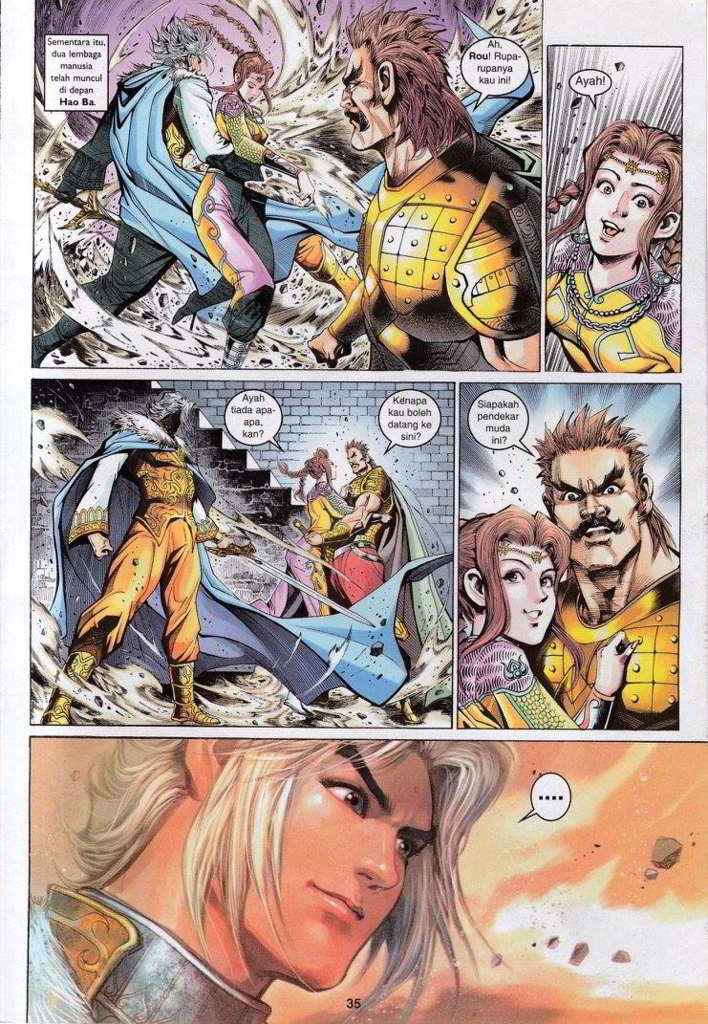 Sementara itu,
dua lembaga
manusia
telah muncul
di depan
Hao Ba.
Ah,
Rou! Rupa-
rupanya
kau ini!
Ayah!
Ayah
tiada apa-
apa,
kan?
Kenapa
kau boleh
datang ke
sini?
Siapakah
pendekar
muda
ini?
....
35